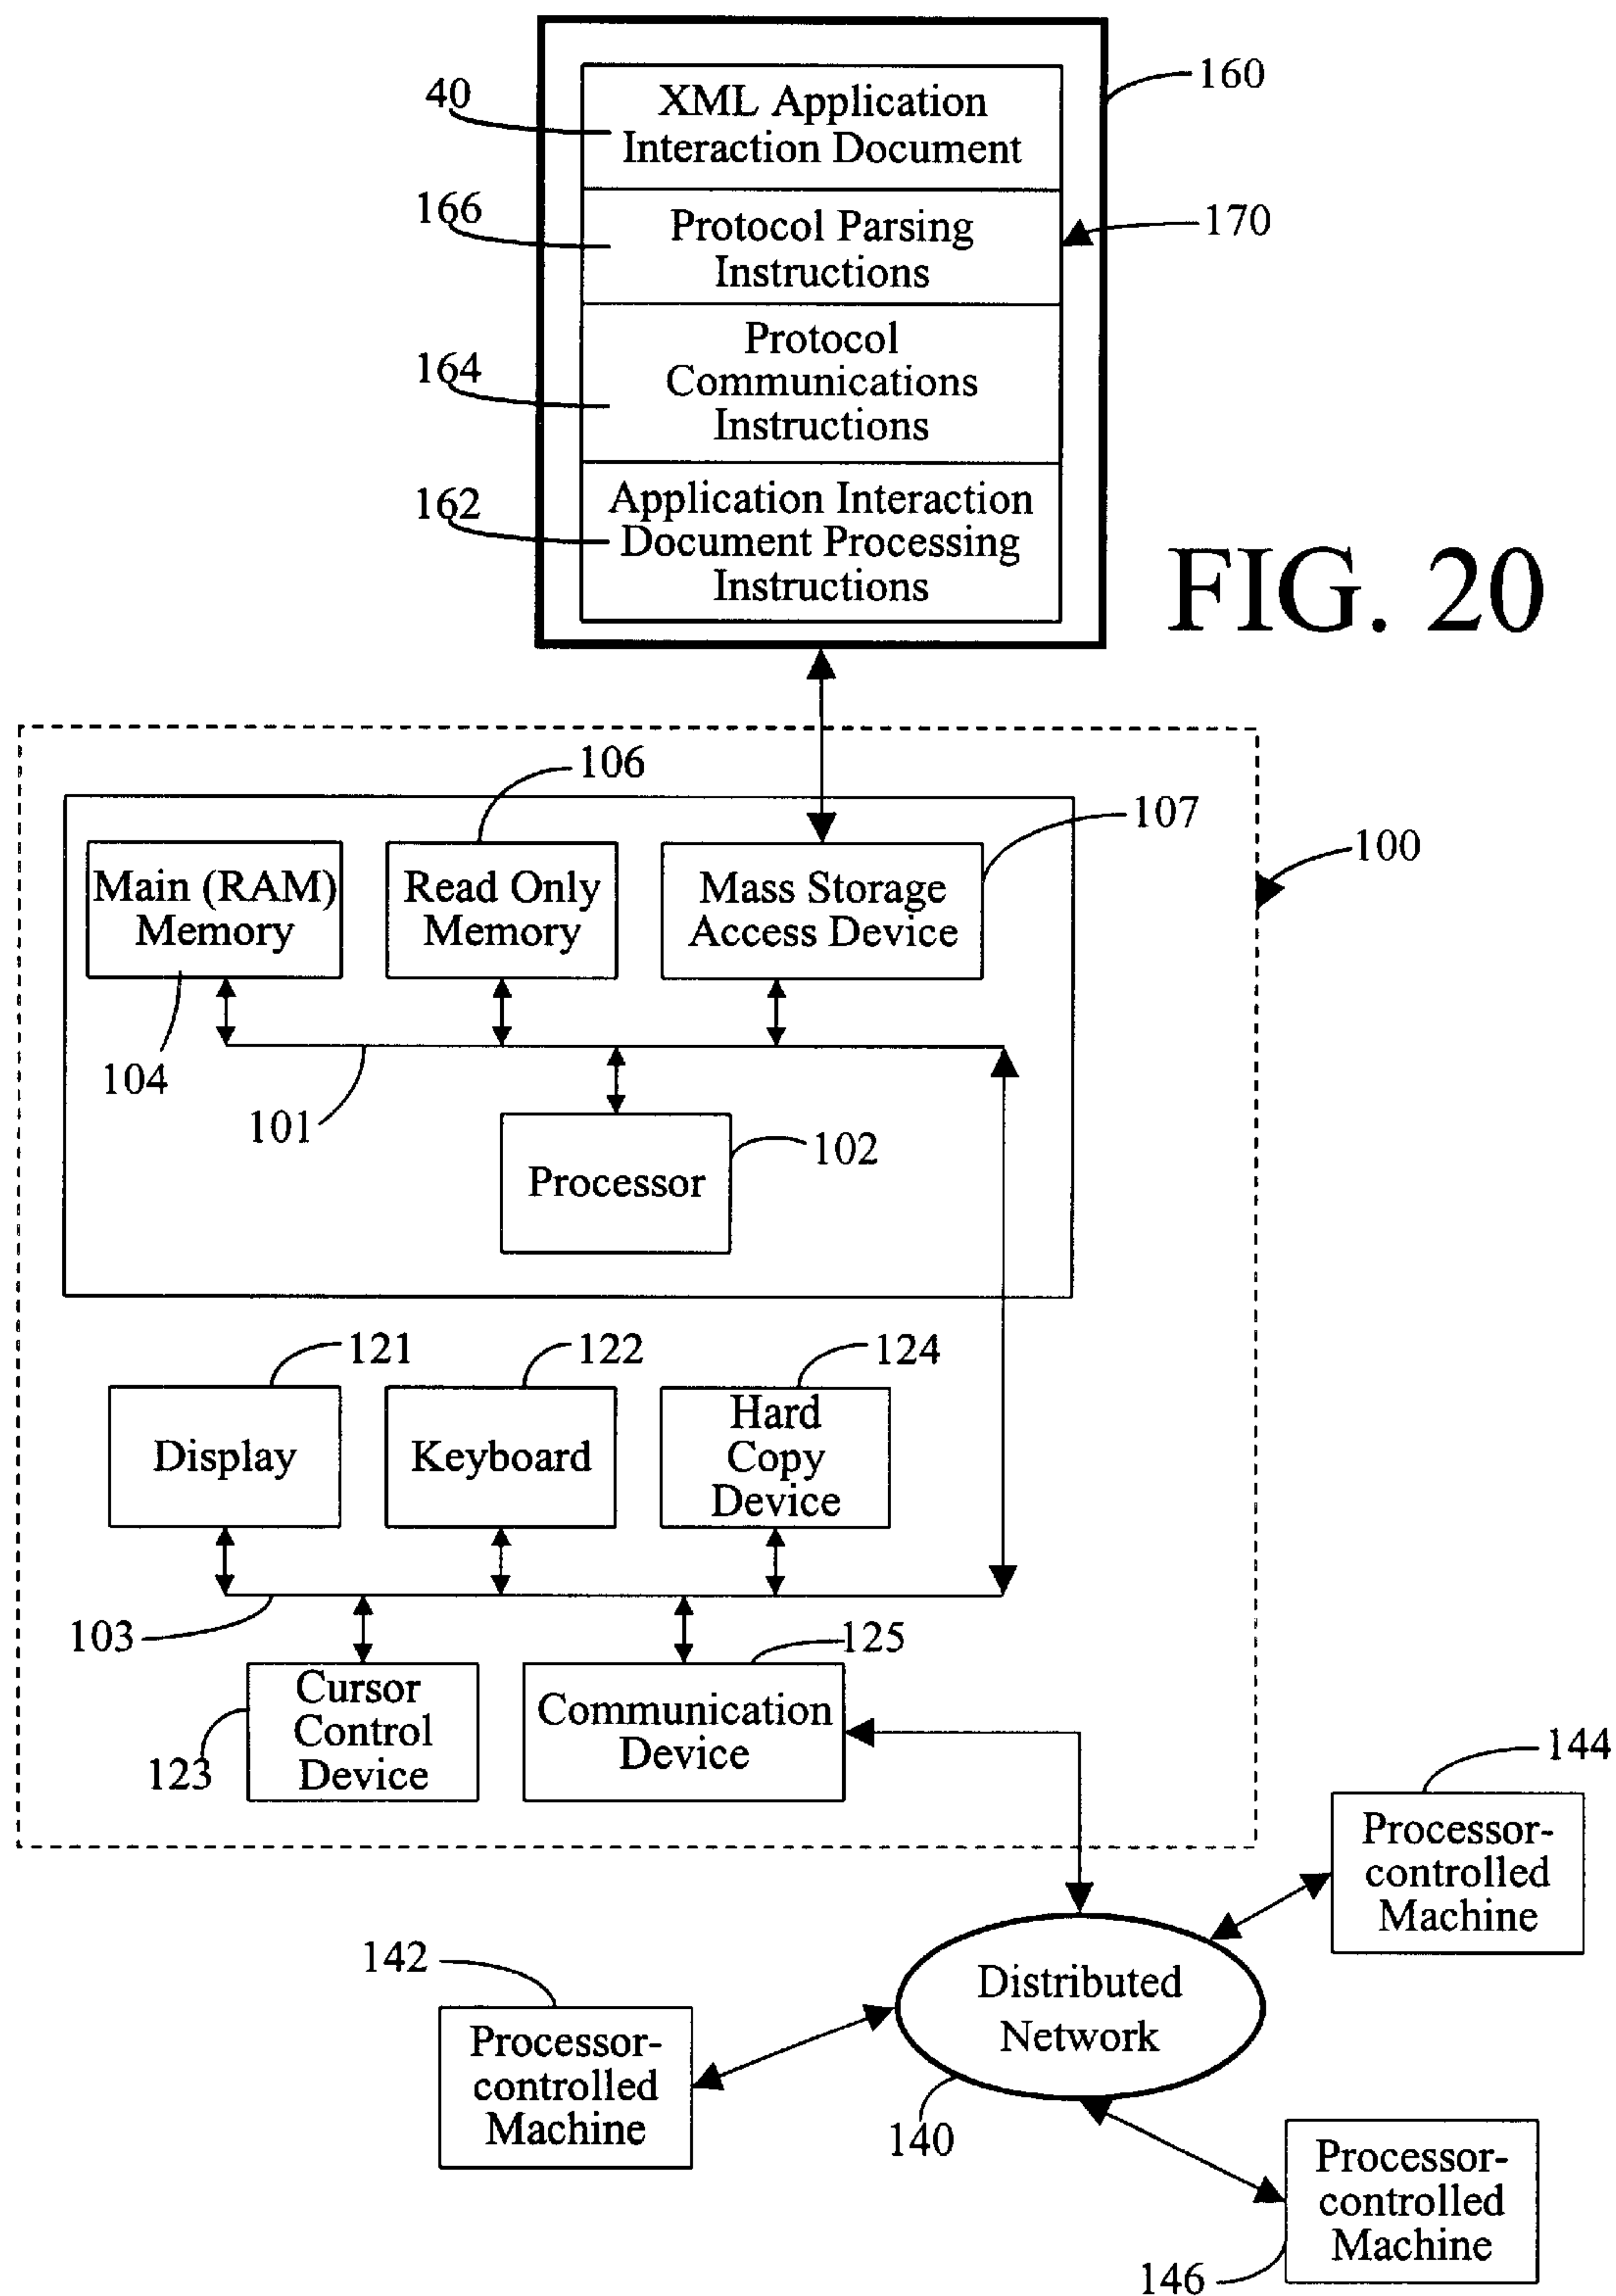 40
XML Application
Interaction Document
160
166
Protocol Parsing
Instructions
170
164
Protocol
Communications
Instructions
162
Application Interaction
Document Processing
Instructions
FIG. 20
106
107
100
Main (RAM)
Memory
Read Only
Memory
Mass Storage
Access Device
104
101
102
Processor
121
122
124
Display
Keyboard
Hard
Copy
Device
103
125
Cursor
Control
Device
123
Communication
Device
144
Processor-
controlled
Machine
142
Processor-
controlled
Machine
Distributed
Network
140
Processor-
controlled
Machine
146